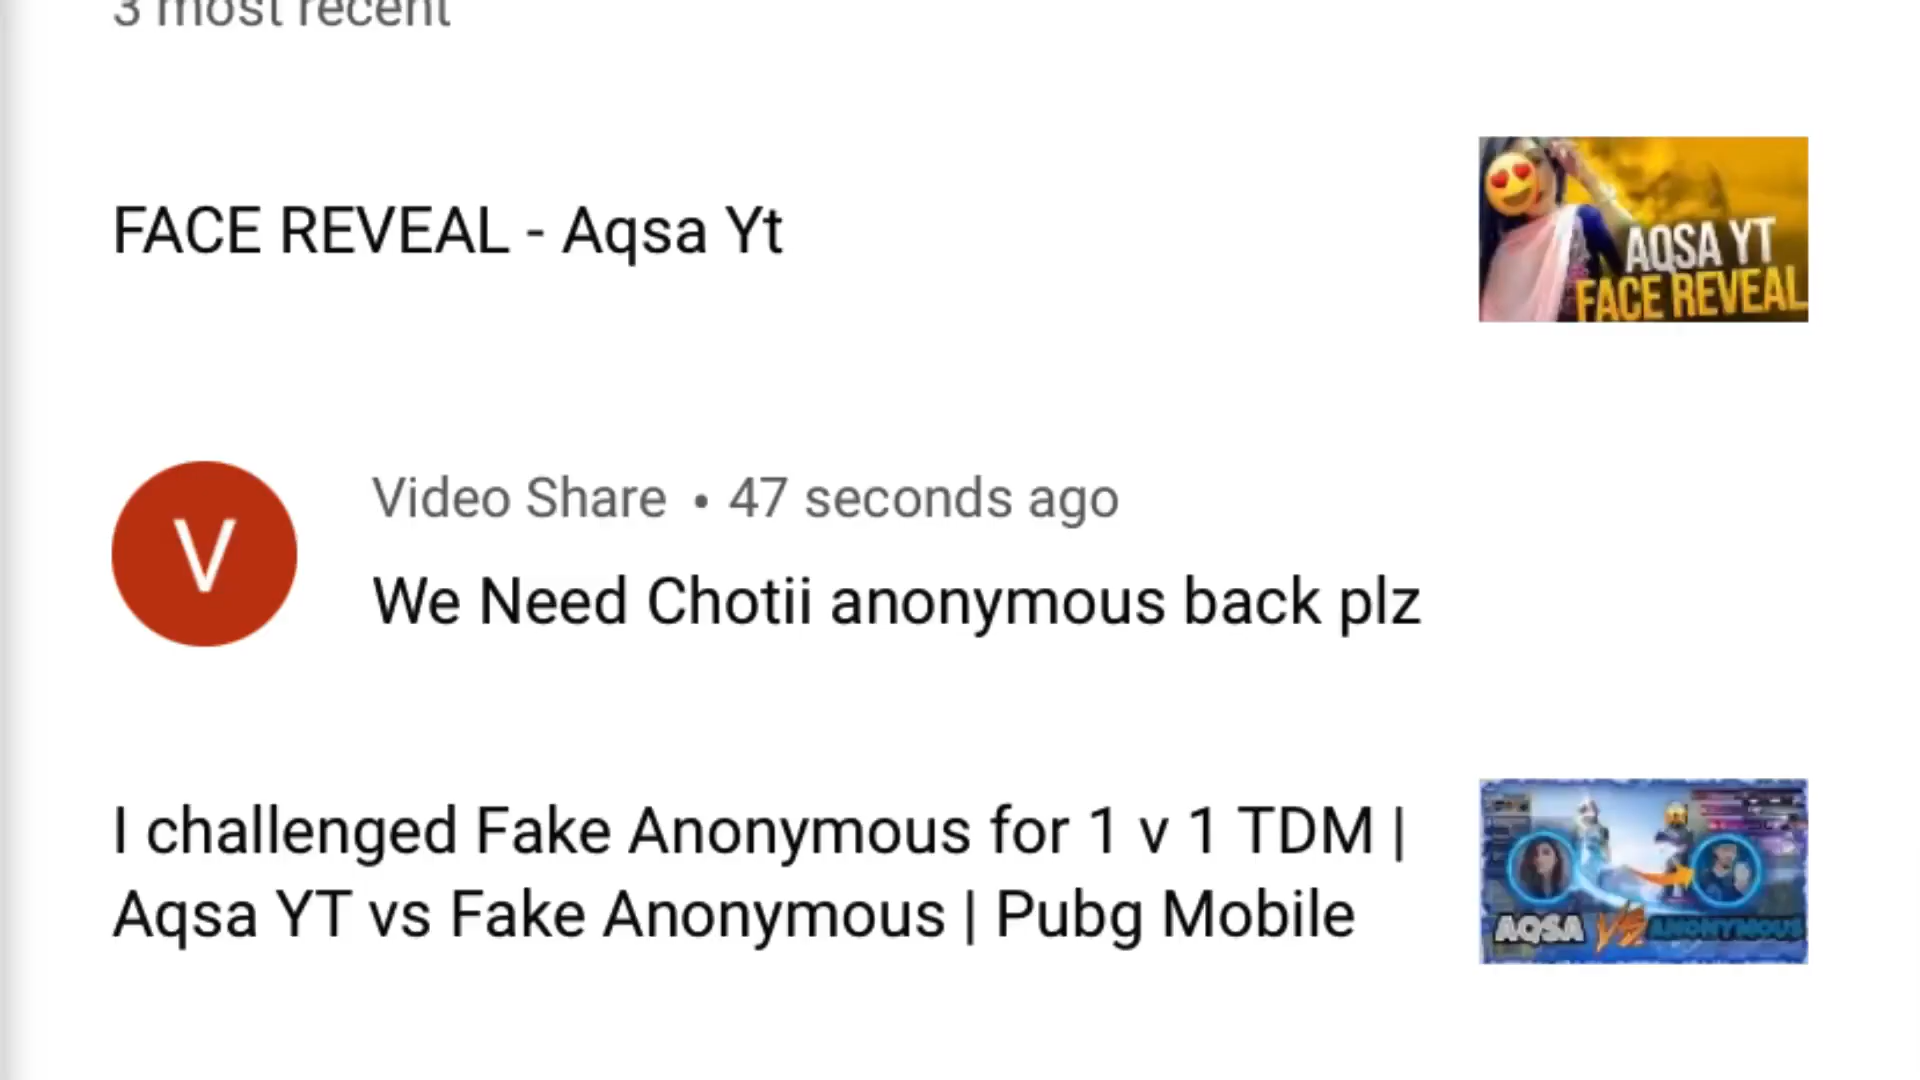 3 most recent
FACE REVEAL - Aqsa Yt
AQSA YT
FACE REVEAL
V
Video Share • 47 seconds ago
We Need Chotii anonymous back plz
I challenged Fake Anonymous for 1 v 1 TDM |
Aqsa YT vs Fake Anonymous | Pubg Mobile
AQSA VS ANONYMOUS